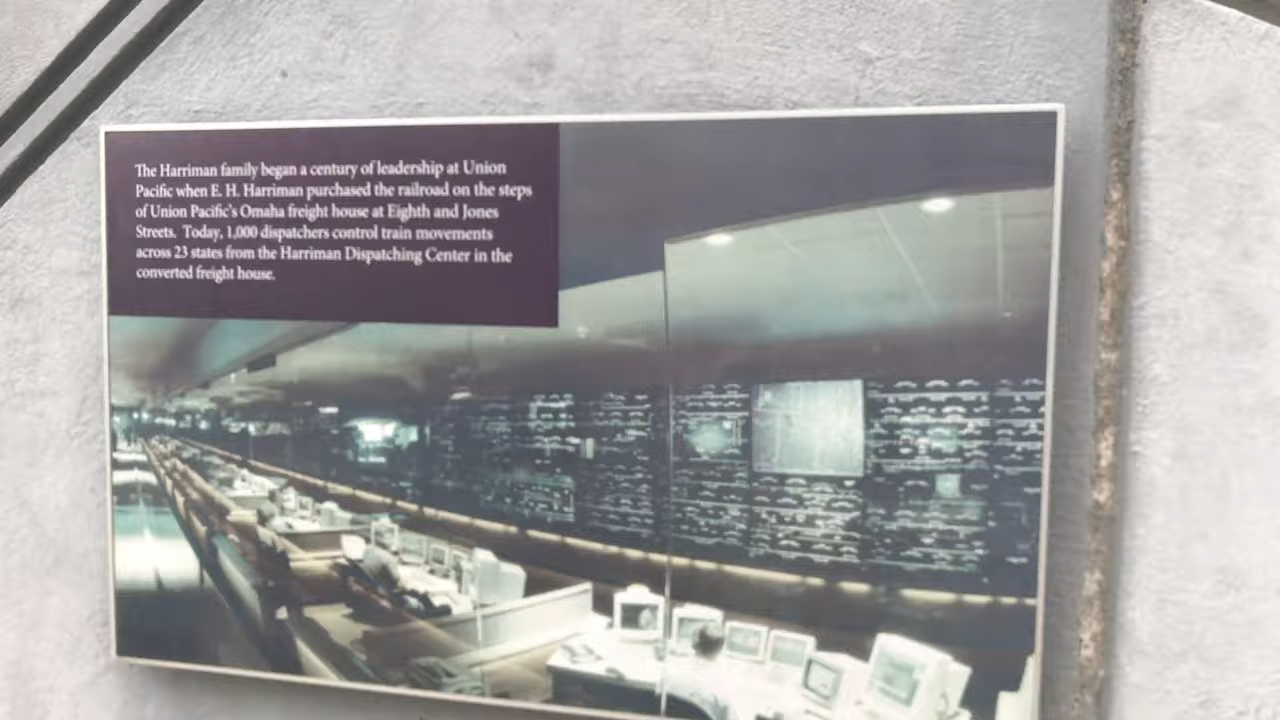 The Harriman family began a century of leadership at Union
Pacific when E. H. Harriman purchased the railroad on the steps
of Union Pacific's Omaha freight house at Eighth and Jones
Streets.  Today, 1,000 dispatchers control train movements
across 23 states from the Harriman Dispatching Center in the
converted freight house.